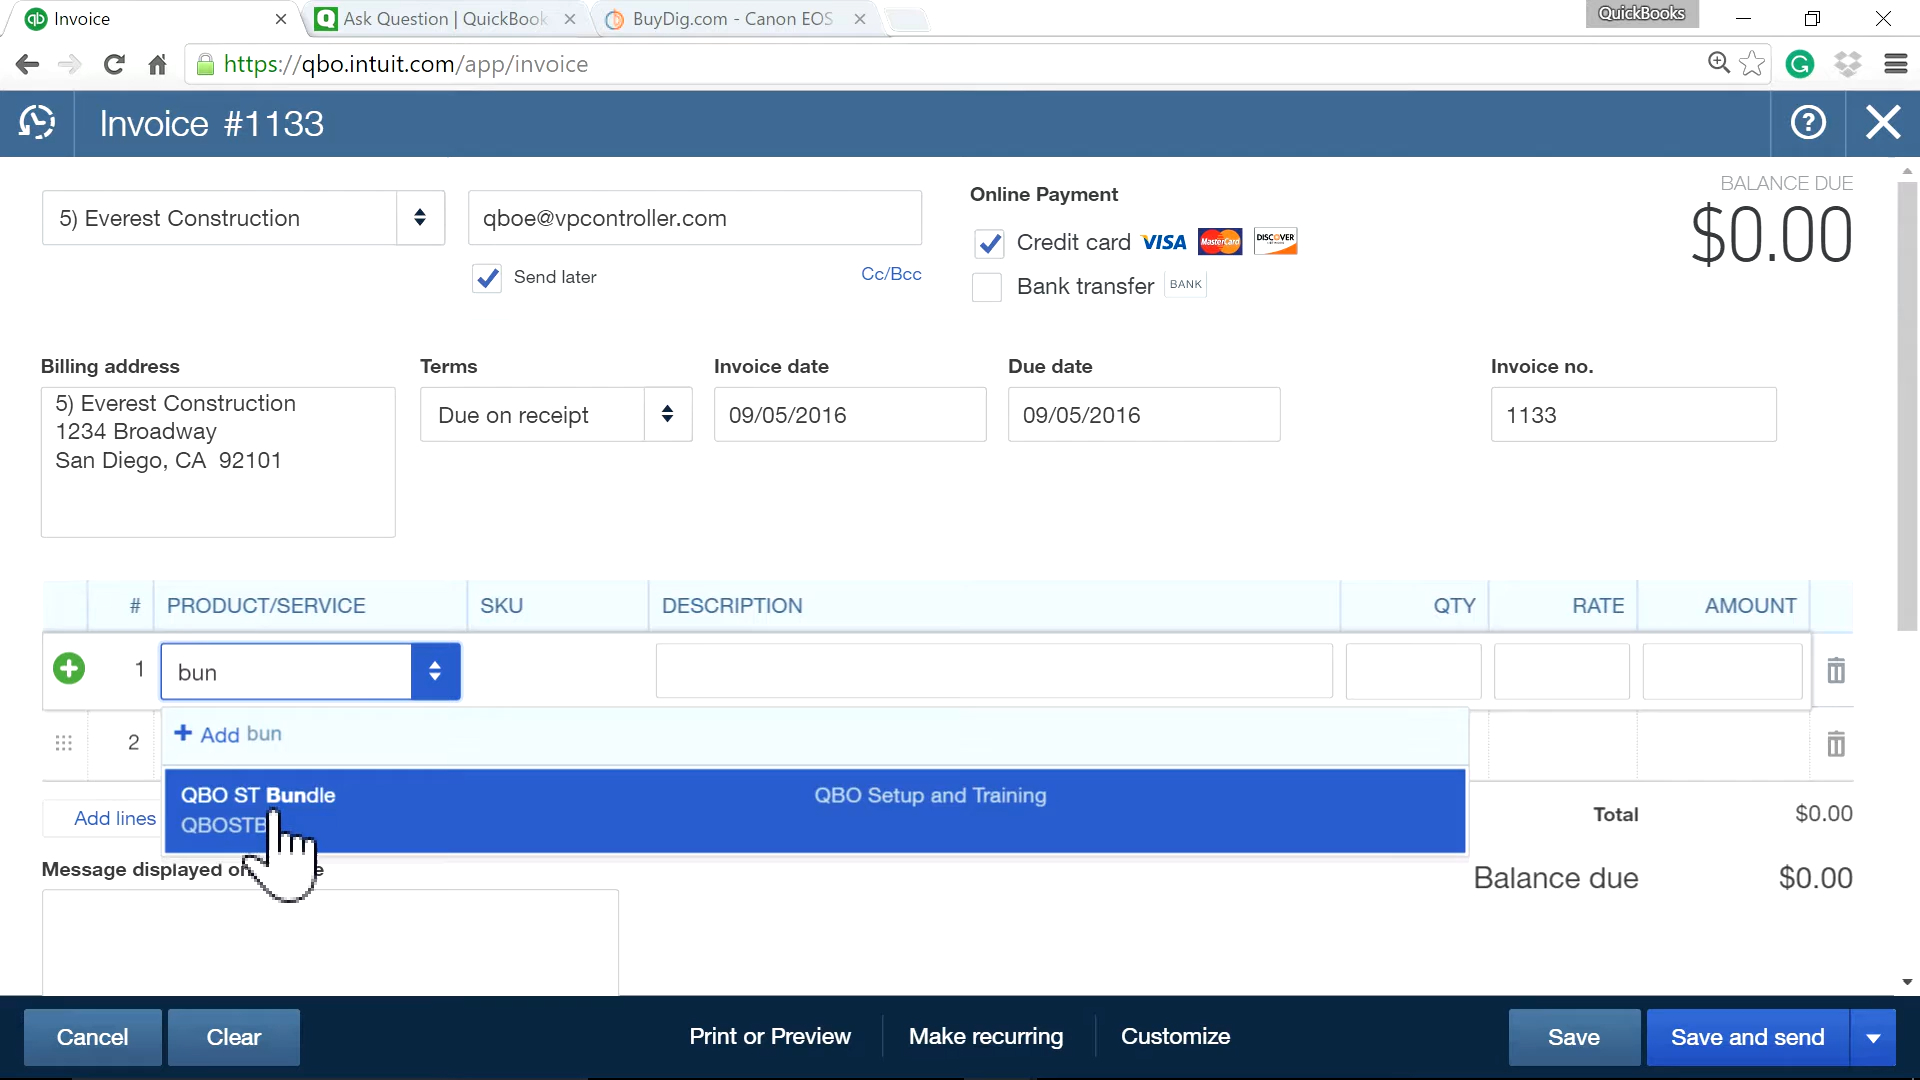 Invoice
Ask Question | QuickBook
BuyDig.com - Canon EOS
QuickBooks
https://qbo.intuit.com/app/invoice
Invoice #1133
5) Everest Construction
qboe@vpcontroller.com
Send later
Cc/Bcc
Online Payment
Credit card VISA MasterCard DISCOVER
Bank transfer BANK
BALANCE DUE
$0.00
Billing address
5) Everest Construction
1234 Broadway
San Diego, CA 92101
Terms
Due on receipt
Invoice date
09/05/2016
Due date
09/05/2016
Invoice no.
1133
# PRODUCT/SERVICE SKU DESCRIPTION QTY RATE AMOUNT
1 bun
+ Add bun
2
QBO ST Bundle QBO Setup and Training
QBOSTB
Add lines
Total $0.00
Message displayed
Balance due $0.00
Cancel
Clear
Print or Preview
Make recurring
Customize
Save
Save and send